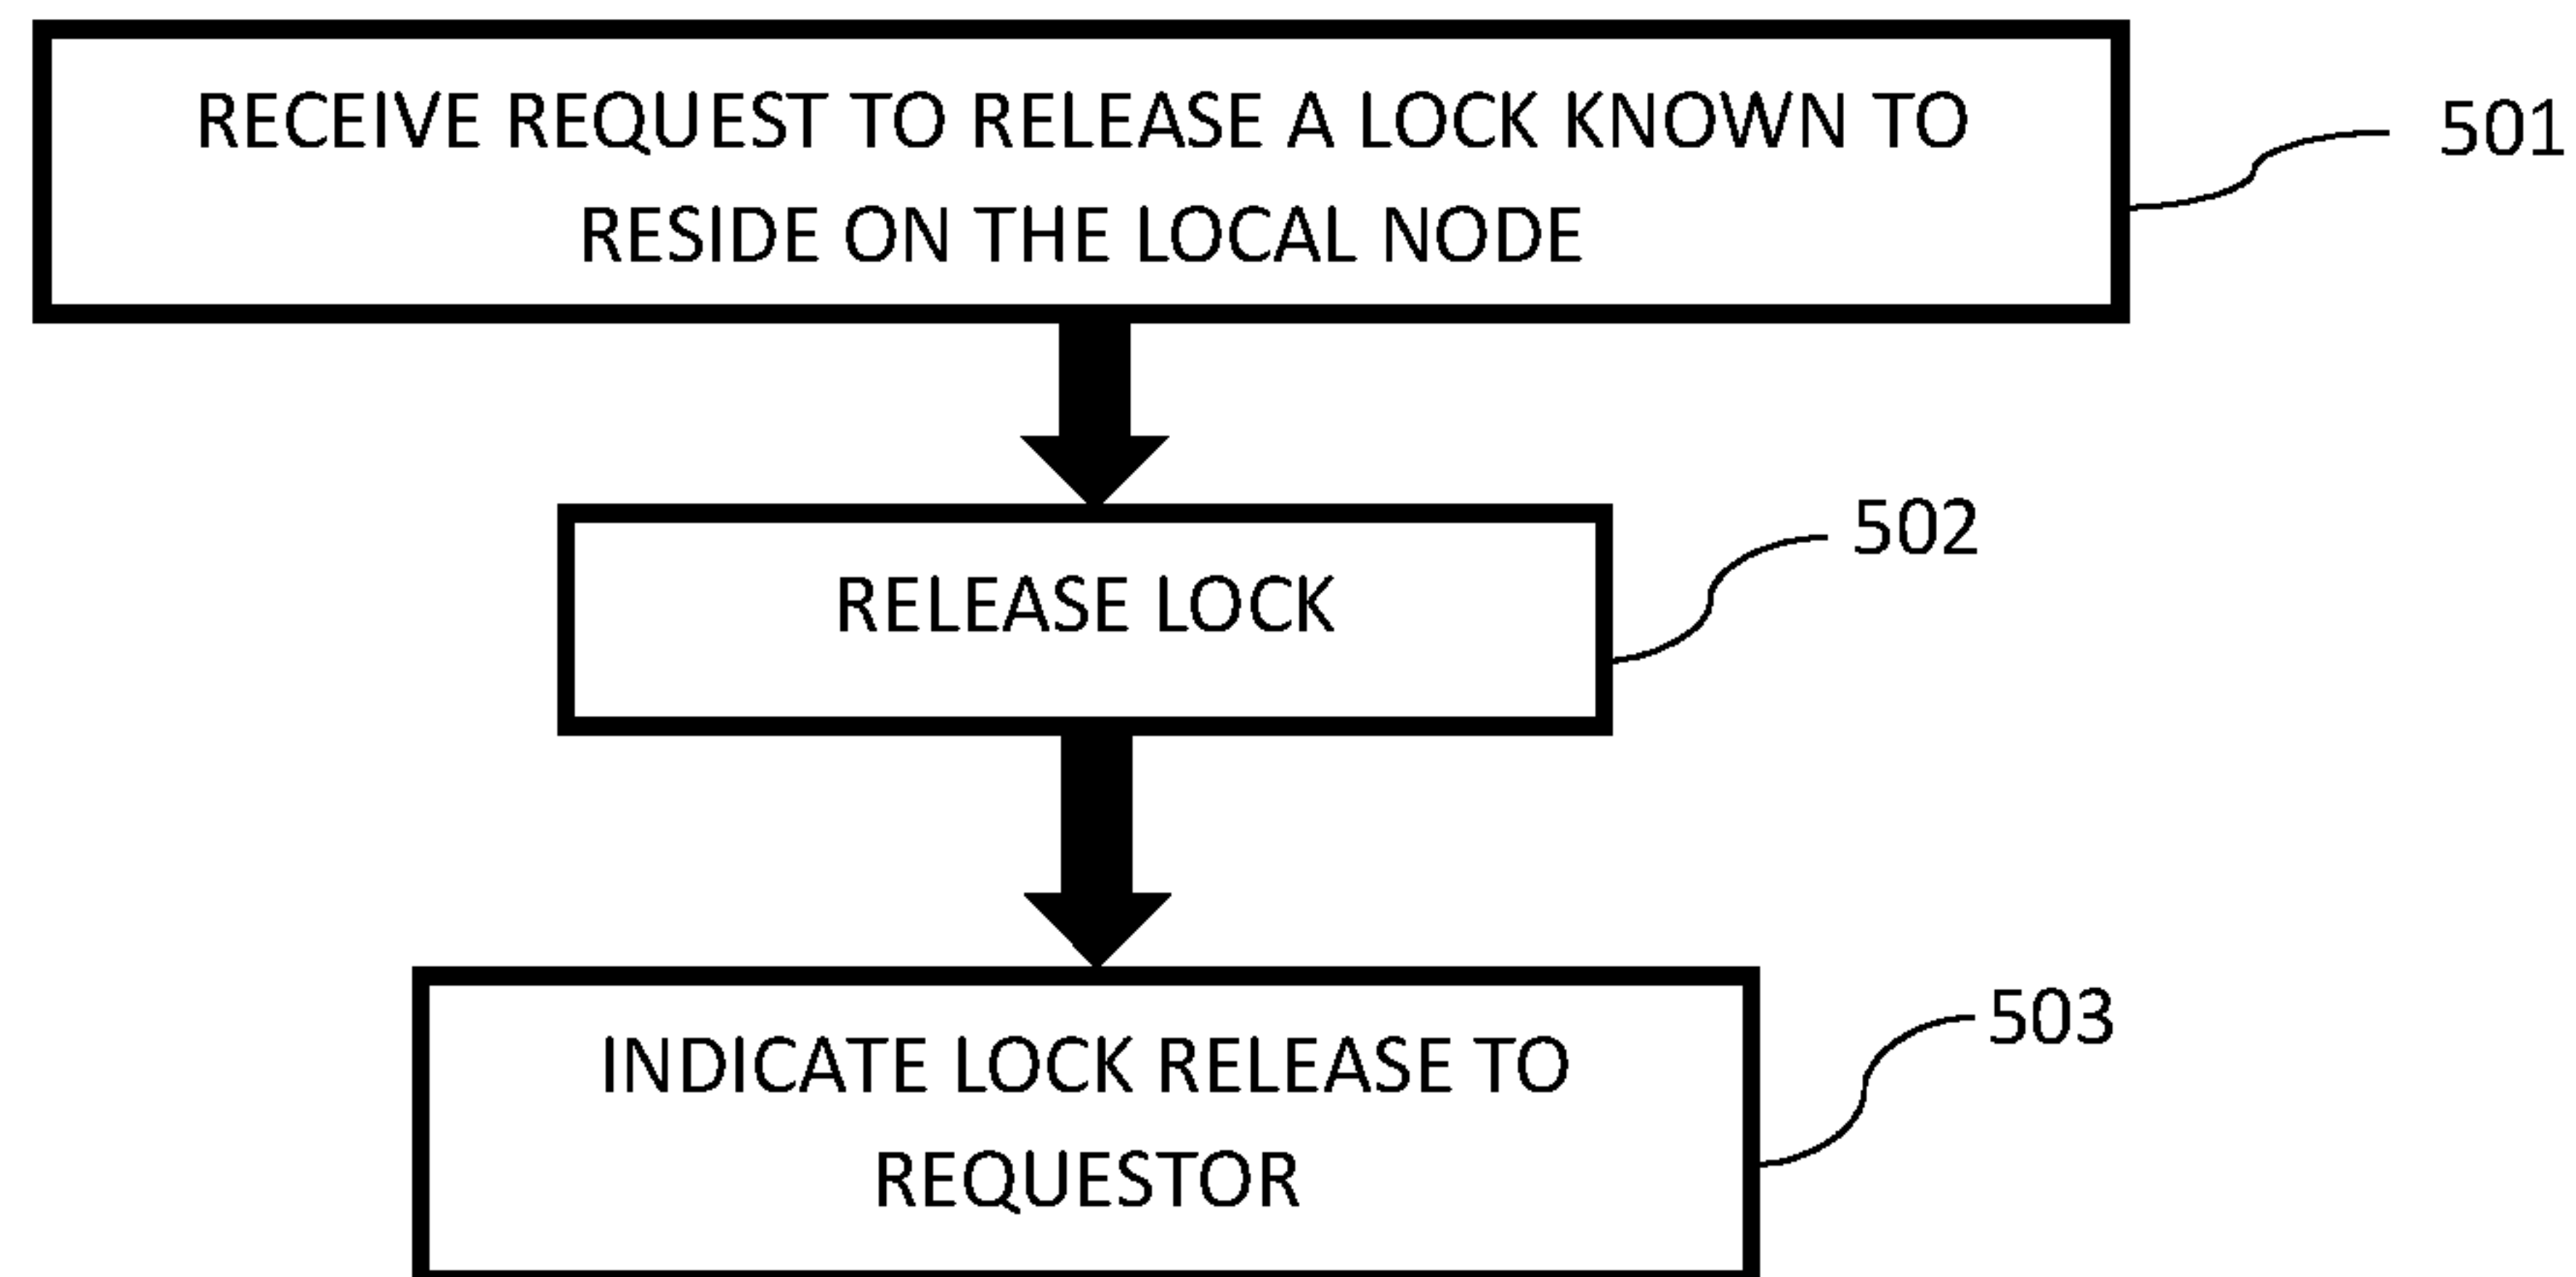 RECEIVE REQUEST TO RELEASE A LOCK KNOWN TO
RESIDE ON THE LOCAL NODE
501
RELEASE LOCK
502
INDICATE LOCK RELEASE TO
REQUESTOR
503